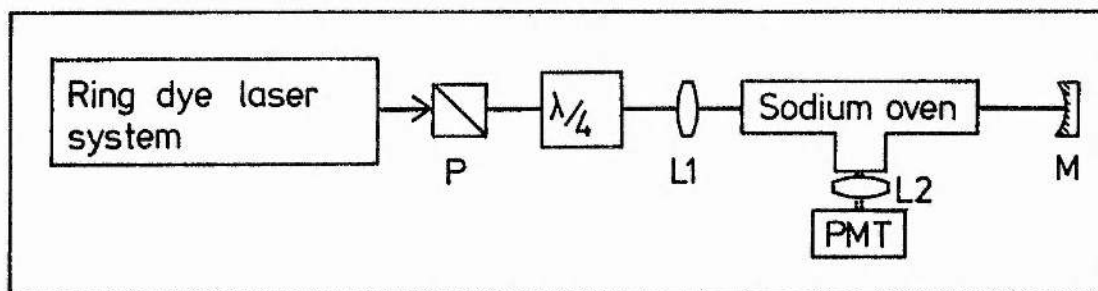 Ring dye laser
system
P
λ/4
L1
Sodium oven
L2
PMT
M